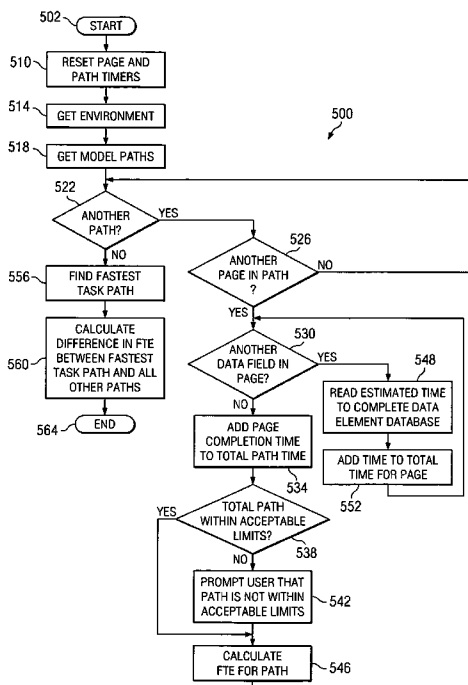 502
START
510
RESET PAGE AND
PATH TIMERS
514
GET ENVIRONMENT
500
518
GET MODEL PATHS
522
ANOTHER
PATH?
YES
NO
526
ANOTHER
PAGE IN PATH
?
NO
YES
556
FIND FASTEST
TASK PATH
530
ANOTHER
DATA FIELD IN
PAGE?
YES
NO
548
READ ESTIMATED TIME
TO COMPLETE DATA
ELEMENT DATABASE
560
CALCULATE
DIFFERENCE IN FTE
BETWEEN FASTEST
TASK PATH AND ALL
OTHER PATHS
564
END
ADD PAGE
COMPLETION TIME
TO TOTAL PATH TIME
534
ADD TIME TO TOTAL
TIME FOR PAGE
552
YES
TOTAL PATH
WITHIN ACCEPTABLE
LIMITS?
538
NO
PROMPT USER THAT
PATH IS NOT WITHIN
ACCEPTABLE LIMITS
542
CALCULATE
FTE FOR PATH
546